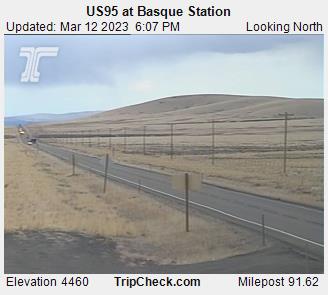 US95 at Basque Station
Updated: Mar 12 2023 6:07 PM Looking North
Elevation 4460 TripCheck.com Milepost 91.62